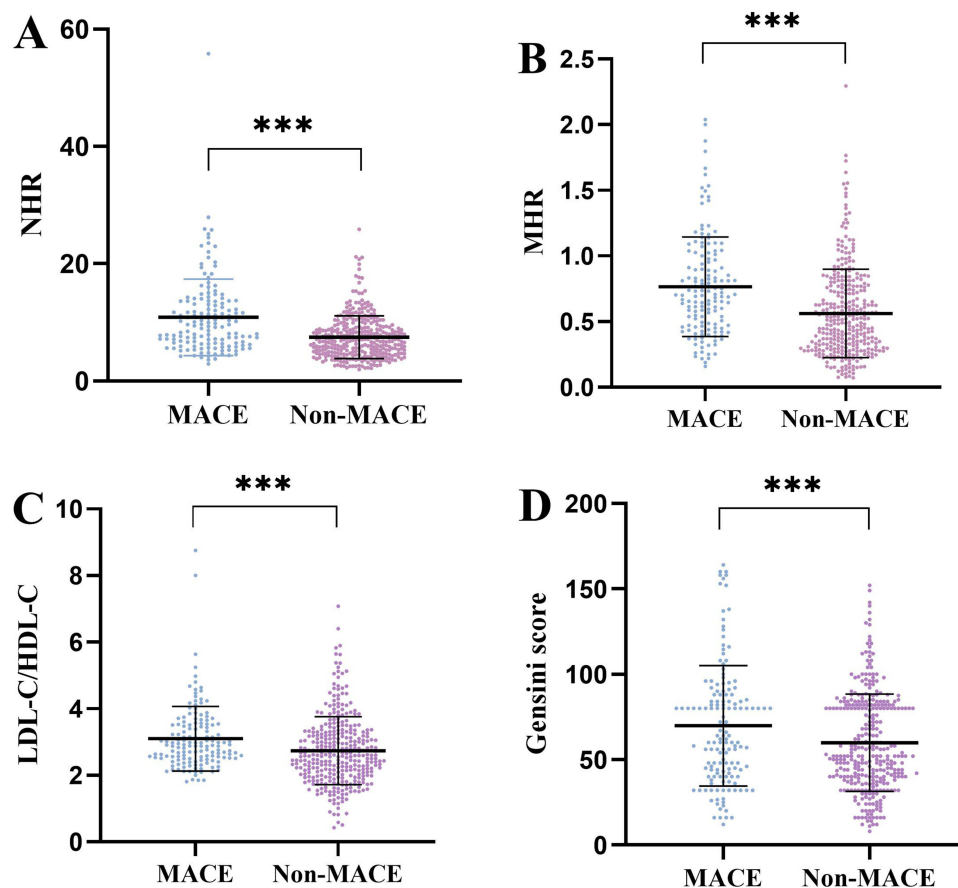 A
NHR
60
40
20
0
***
MACE
Non-MACE
B
MHR
2.5
2.0
1.5
1.0
0.5
0.0
***
MACE
Non-MACE
C
LDL-C/HDL-C
10
8
6
4
2
0
***
MACE
Non-MACE
D
Gensini score
200
150
100
50
0
***
MACE
Non-MACE